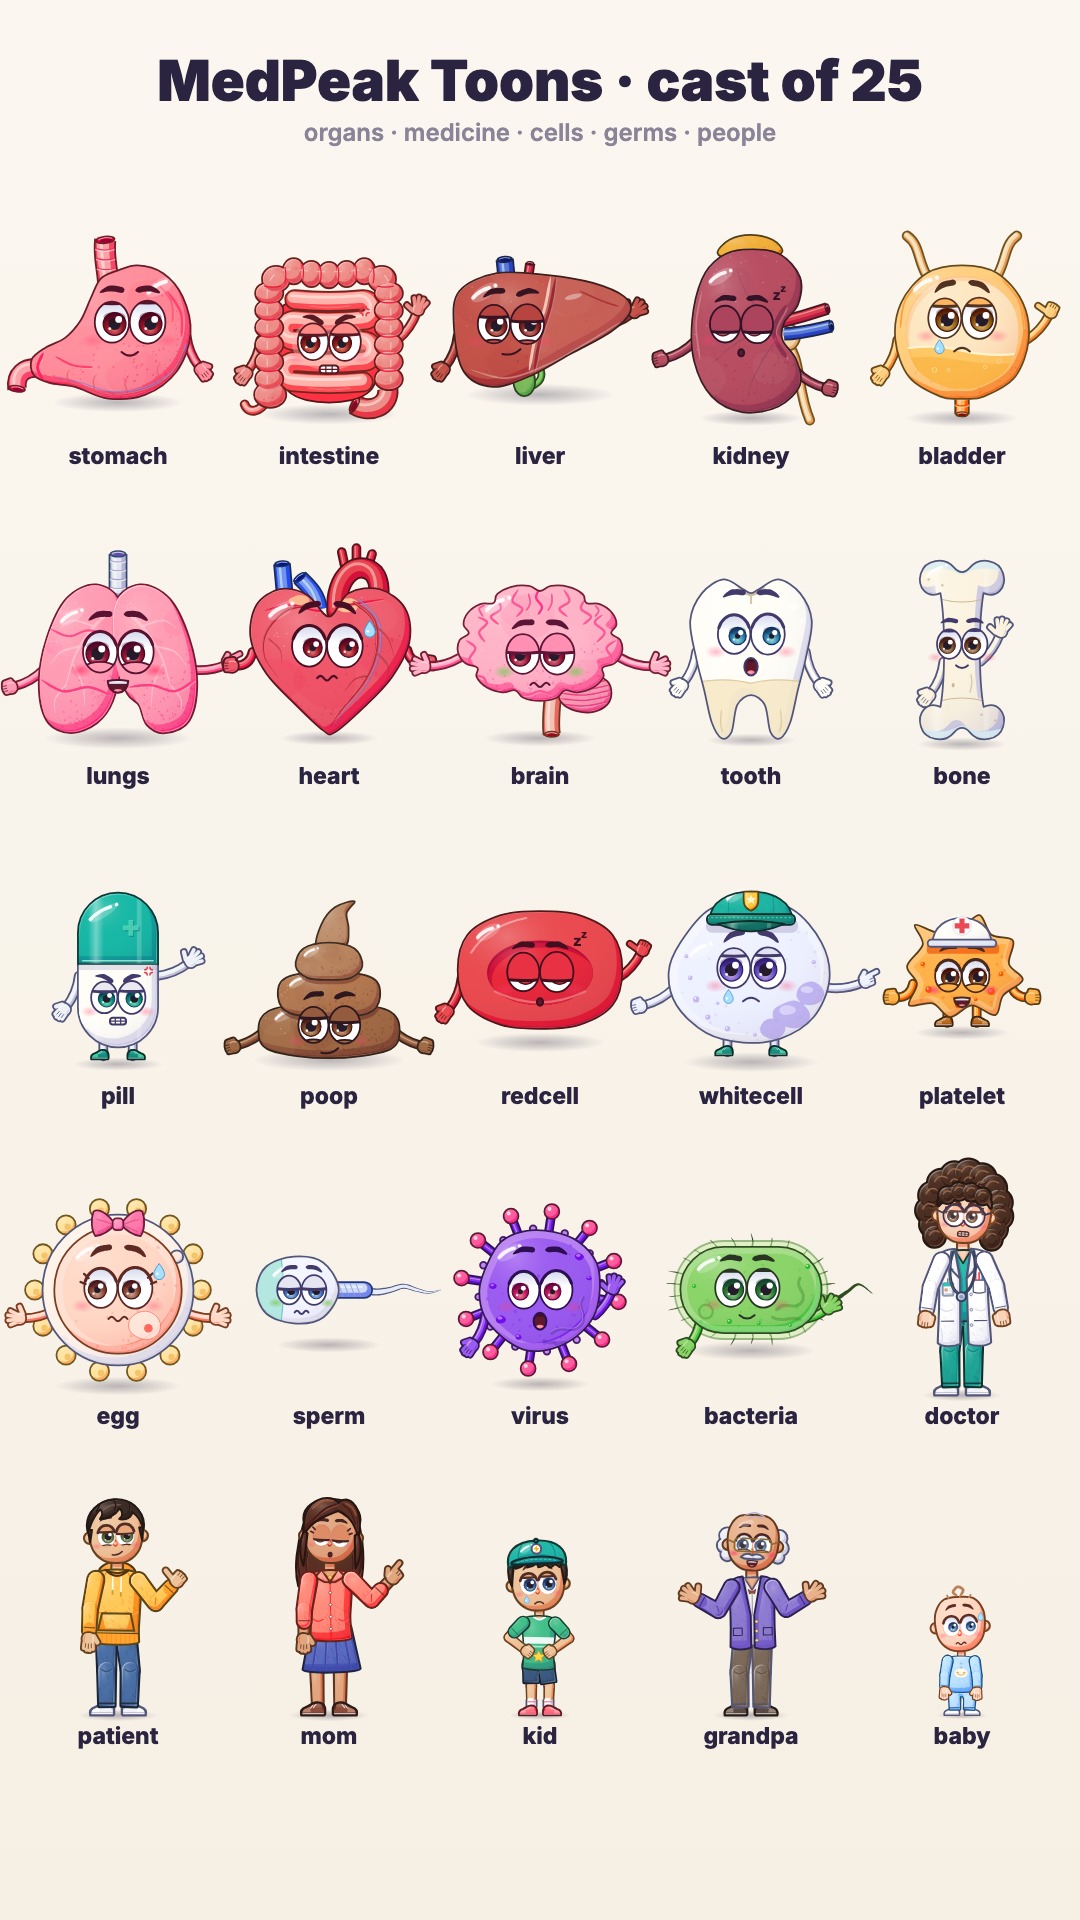 MedPeak Toons · cast of 25
organs · medicine · cells · germs · people
stomach intestine liver kidney bladder
z z
lungs heart brain tooth bone
z z
pill poop redcell whitecell platelet
egg sperm virus bacteria doctor
patient mom kid grandpa baby